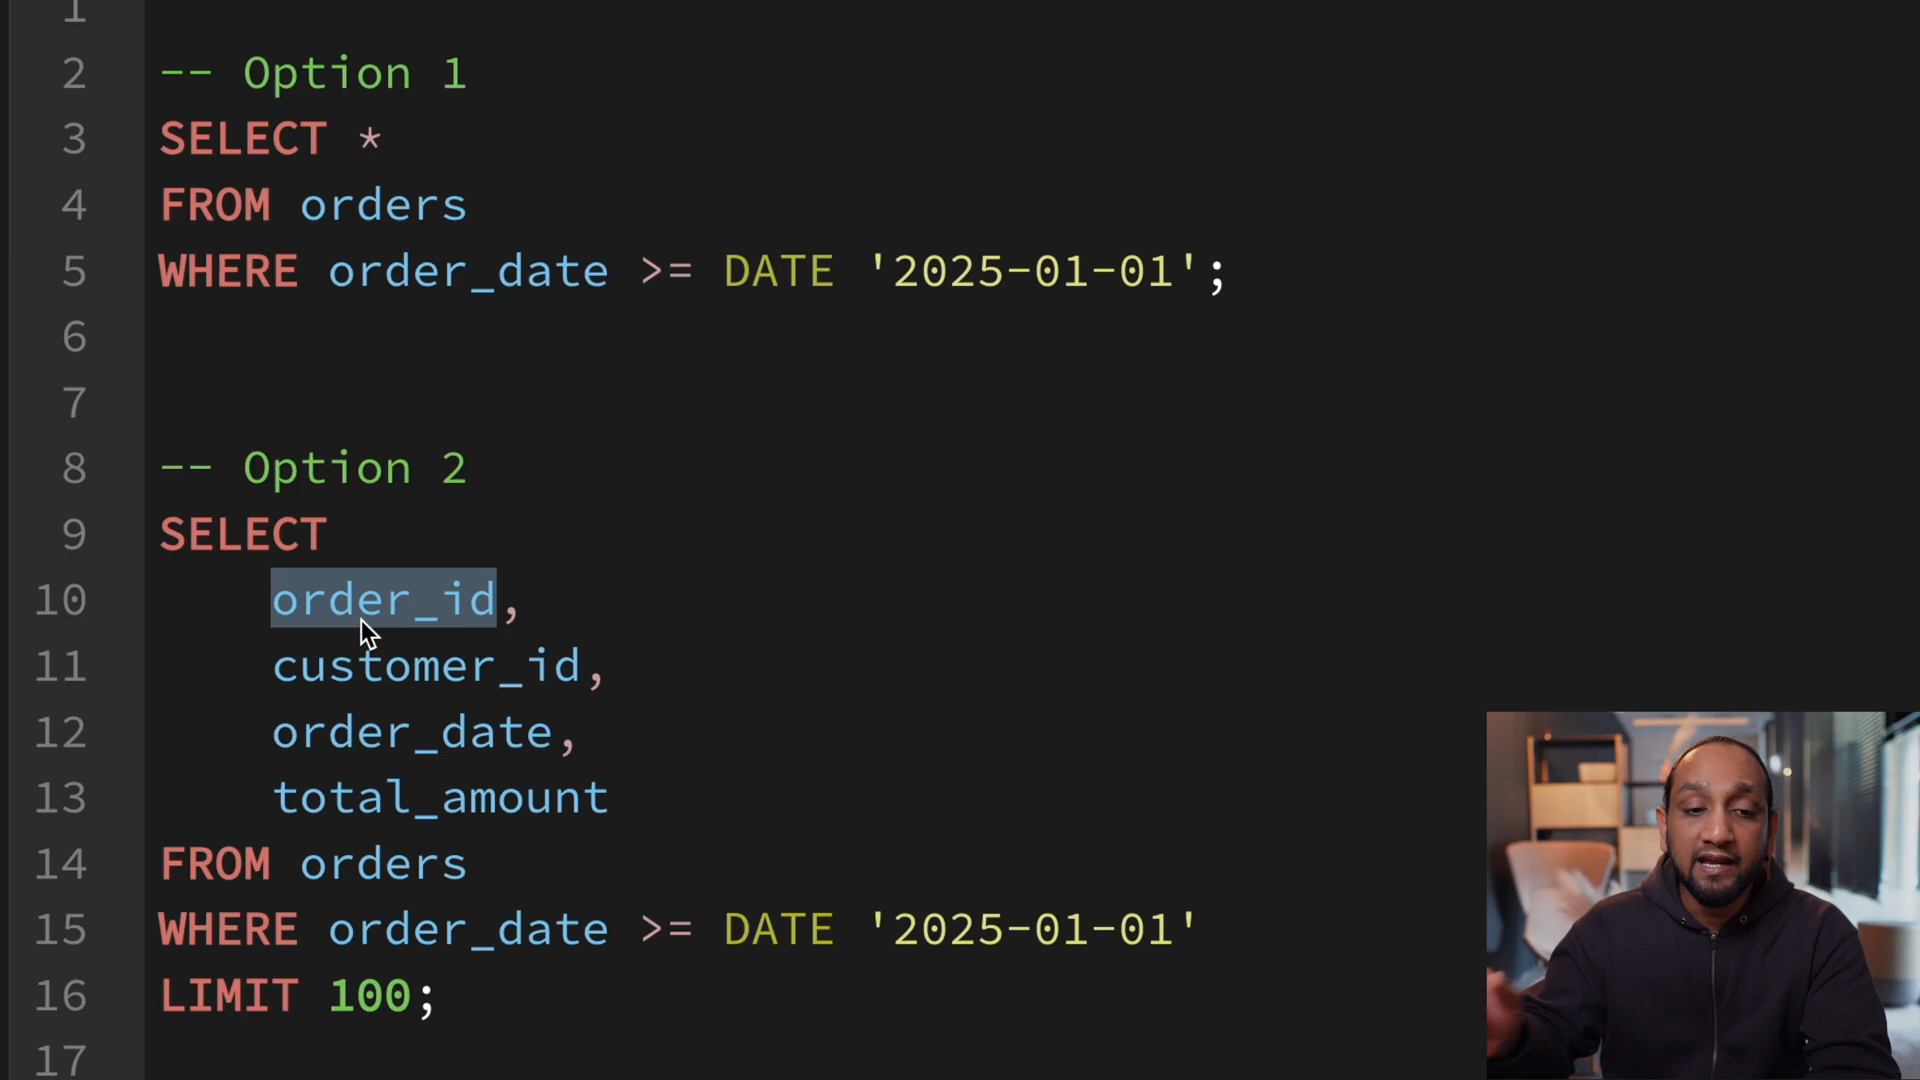 1
2 -- Option 1
3 SELECT *
4 FROM orders
5 WHERE order_date >= DATE '2025-01-01';
6
7
8 -- Option 2
9 SELECT
10 order_id,
11 customer_id,
12 order_date,
13 total_amount
14 FROM orders
15 WHERE order_date >= DATE '2025-01-01'
16 LIMIT 100;
17